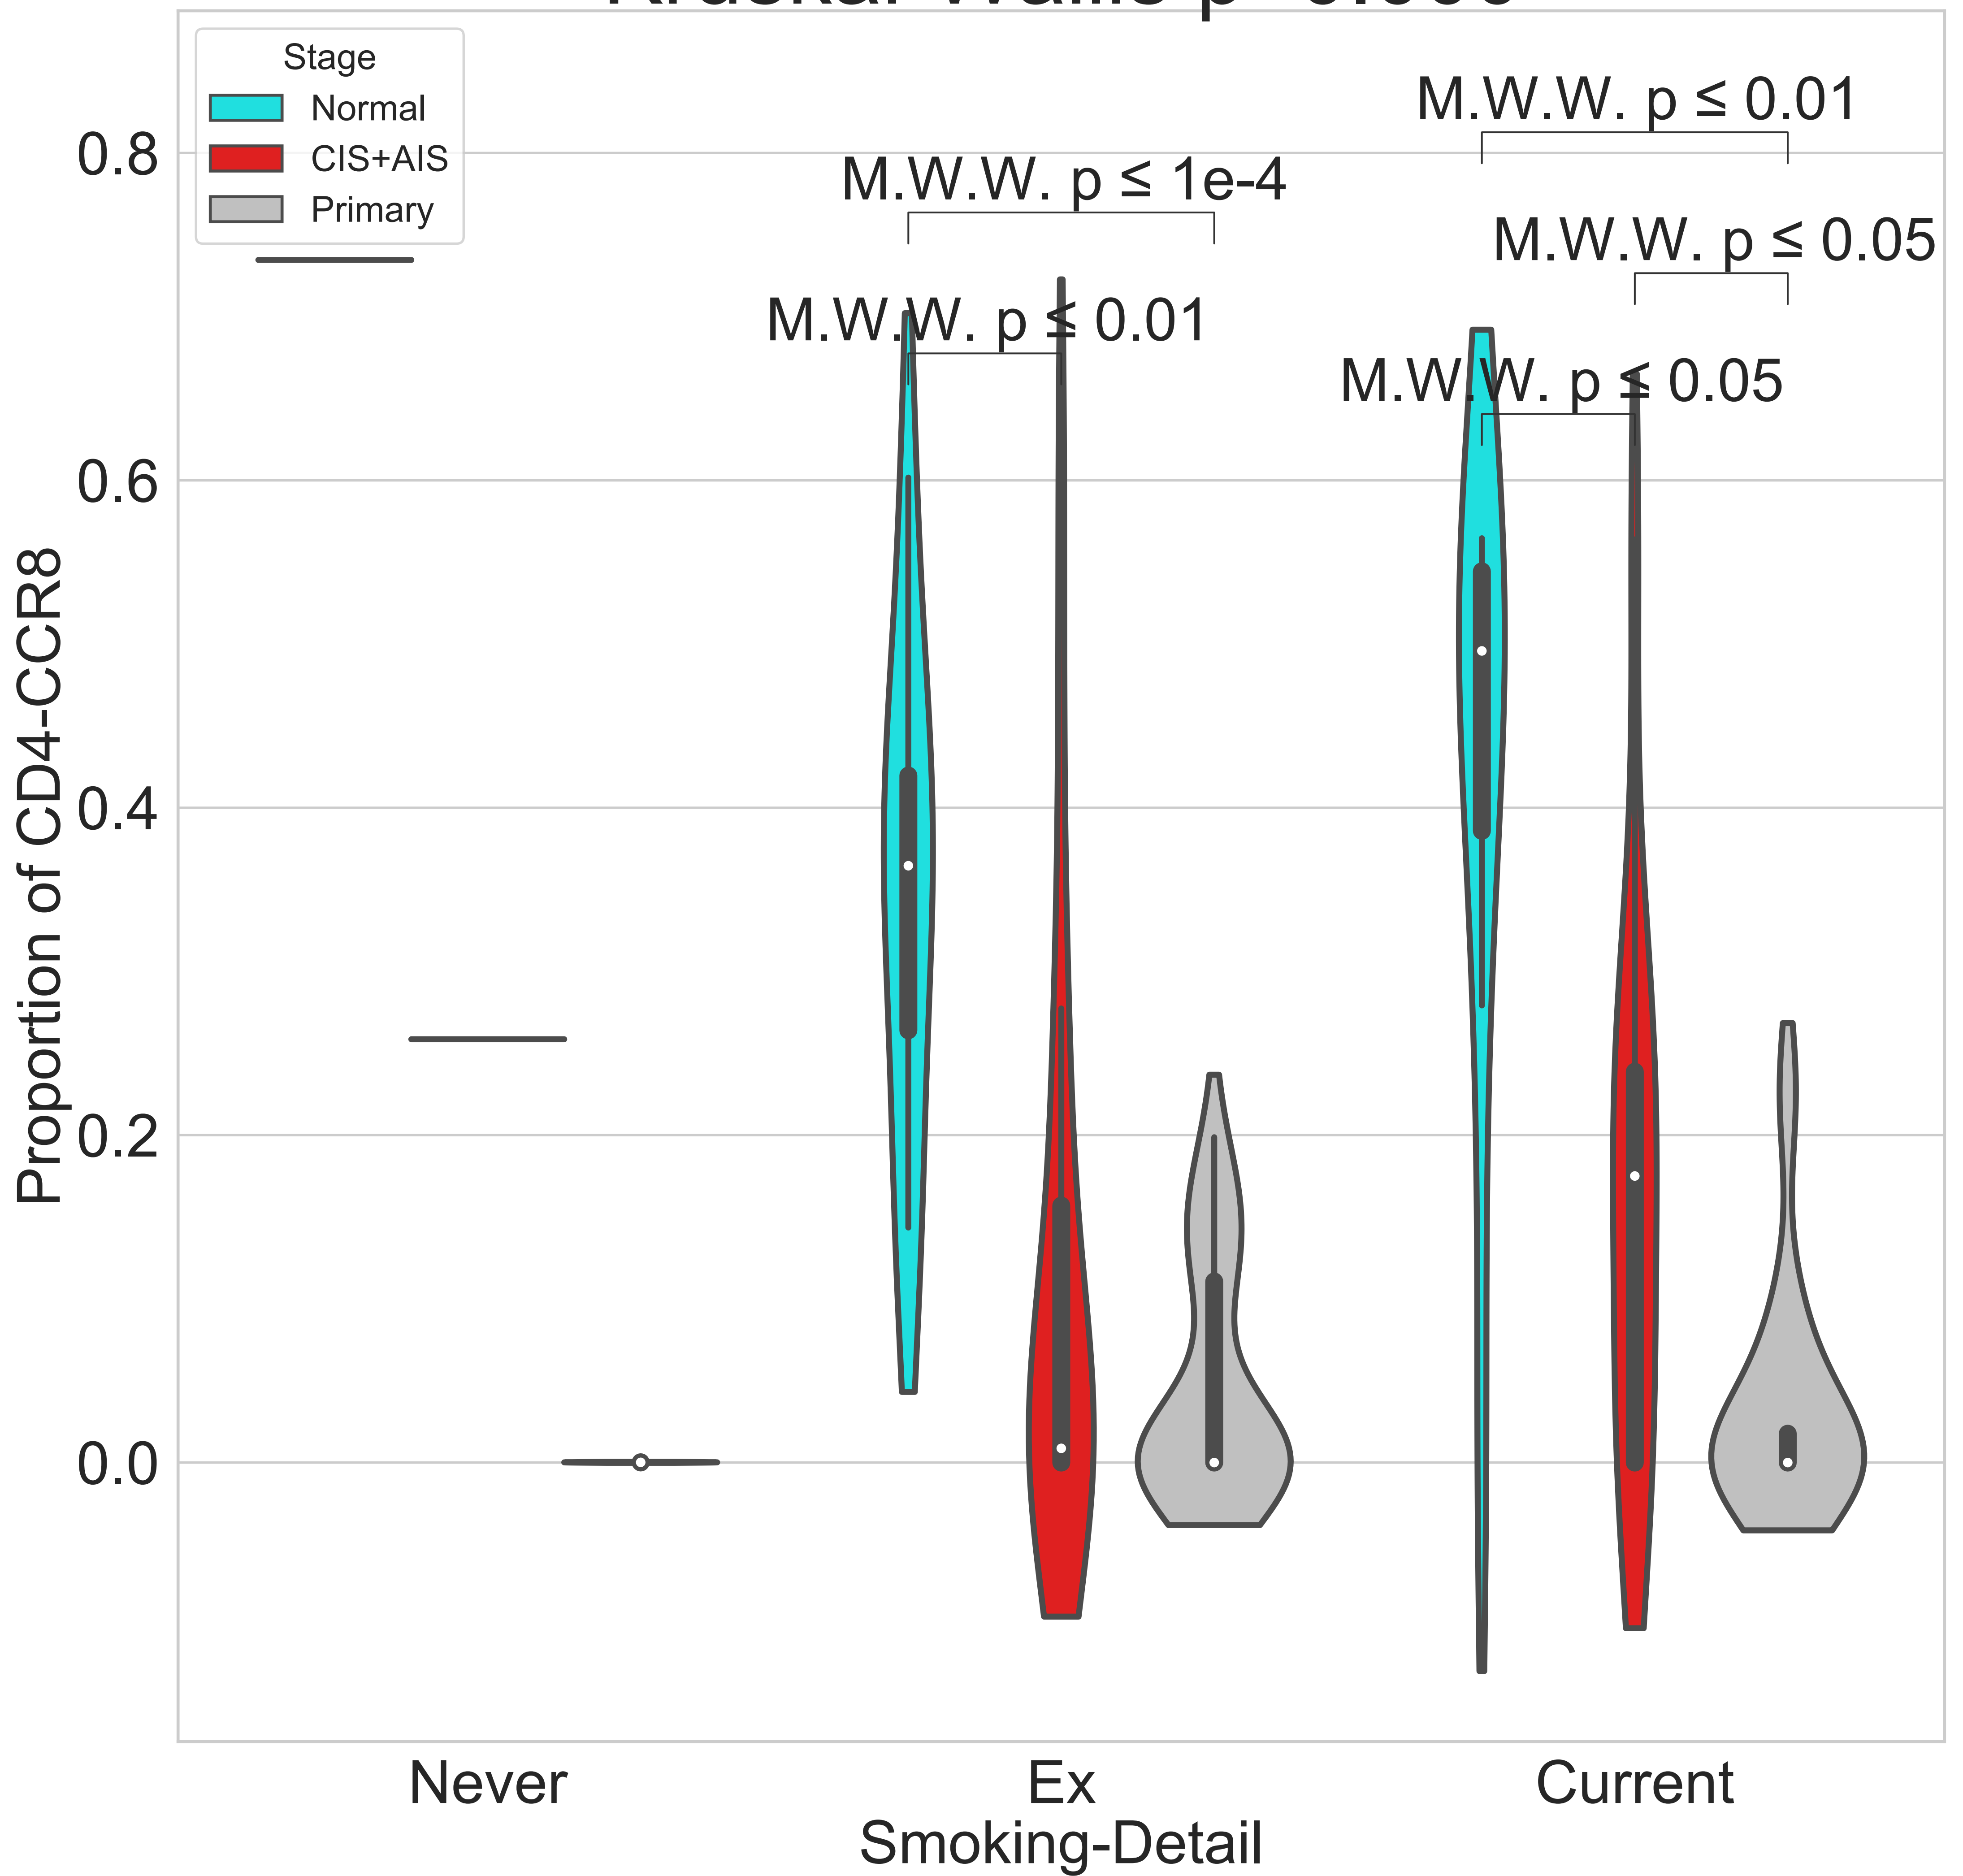 Stage
Normal
CIS+AIS
Primary
M.W.W. p ≤ 0.01
M.W.W. p ≤ 1e-4
M.W.W. p ≤ 0.05
M.W.W. p ≤ 0.01
M.W.W. p ≤ 0.05
0.8
0.6
0.4
0.2
0.0
Proportion of CD4-CCR8
Never
Ex
Current
Smoking-Detail